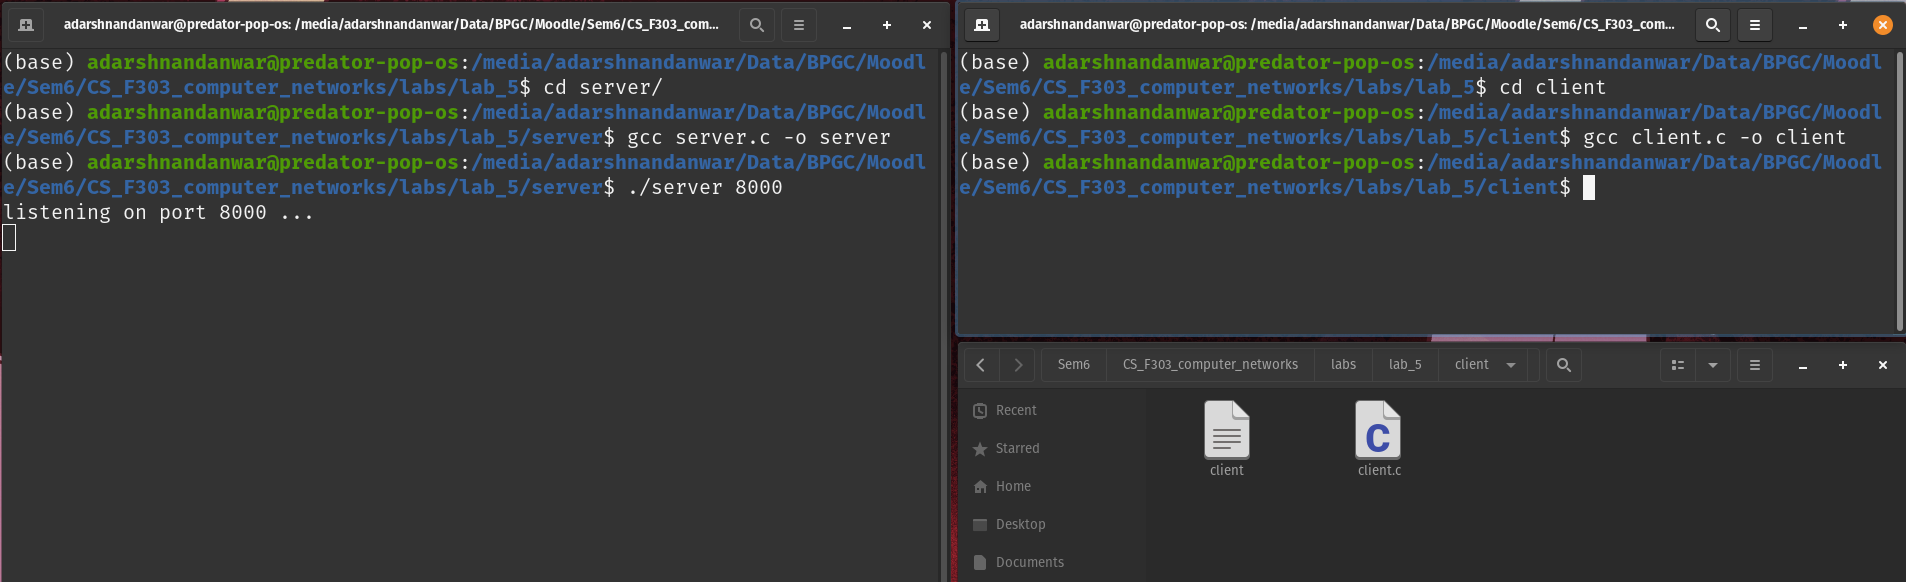 adarshnandanwar@predator-pop-os: /media/adarshnandanwar/Data/BPGC/Moodle/Sem6/CS_F303_com...
(base) adarshnandanwar@predator-pop-os:/media/adarshnandanwar/Data/BPGC/Moodl
e/Sem6/CS_F303_computer_networks/labs/lab_5$ cd server/
(base) adarshnandanwar@predator-pop-os:/media/adarshnandanwar/Data/BPGC/Moodl
e/Sem6/CS_F303_computer_networks/labs/lab_5/server$ gcc server.c -o server
(base) adarshnandanwar@predator-pop-os:/media/adarshnandanwar/Data/BPGC/Moodl
e/Sem6/CS_F303_computer_networks/labs/lab_5/server$ ./server 8000
listening on port 8000 ...
adarshnandanwar@predator-pop-os: /media/adarshnandanwar/Data/BPGC/Moodle/Sem6/CS_F303_com...
(base) adarshnandanwar@predator-pop-os:/media/adarshnandanwar/Data/BPGC/Moodl
e/Sem6/CS_F303_computer_networks/labs/lab_5$ cd client
(base) adarshnandanwar@predator-pop-os:/media/adarshnandanwar/Data/BPGC/Moodl
e/Sem6/CS_F303_computer_networks/labs/lab_5/client$ gcc client.c -o client
(base) adarshnandanwar@predator-pop-os:/media/adarshnandanwar/Data/BPGC/Moodl
e/Sem6/CS_F303_computer_networks/labs/lab_5/client$
Sem6 CS_F303_computer_networks labs lab_5 client
Recent
Starred
Home
Desktop
Documents
C
client client.c